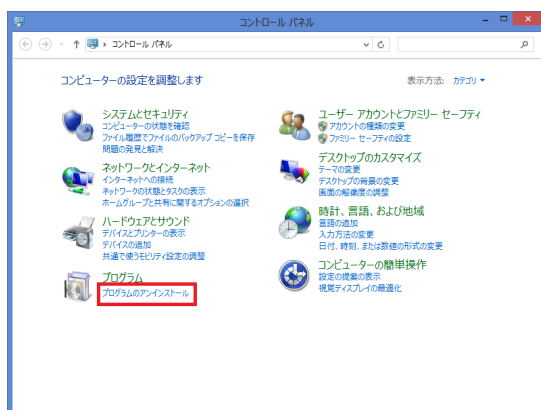 コントロール パネル
コントロール パネル
コンピューターの設定を調整します
表示方法: カテゴリ
システムとセキュリティ
コンピューターの状態を確認
ファイル履歴でファイルのバックアップ コピーを保存
問題の発見と解決
ネットワークとインターネット
インターネットへの接続
ネットワークの状態とタスクの表示
ホームグループと共有に関するオプションの選択
ハードウェアとサウンド
デバイスとプリンターの表示
デバイスの追加
共通で使うモビリティ設定の調整
プログラム
プログラムのアンインストール
ユーザー アカウントとファミリー セーフティ
アカウントの種類の変更
ファミリー セーフティの設定
デスクトップのカスタマイズ
テーマの変更
デスクトップの背景の変更
画面の解像度の調整
時計、言語、および地域
言語の追加
入力方法の変更
日付、時刻、または数値の形式の変更
コンピューターの簡単操作
設定の提案の表示
視覚ディスプレイの最適化